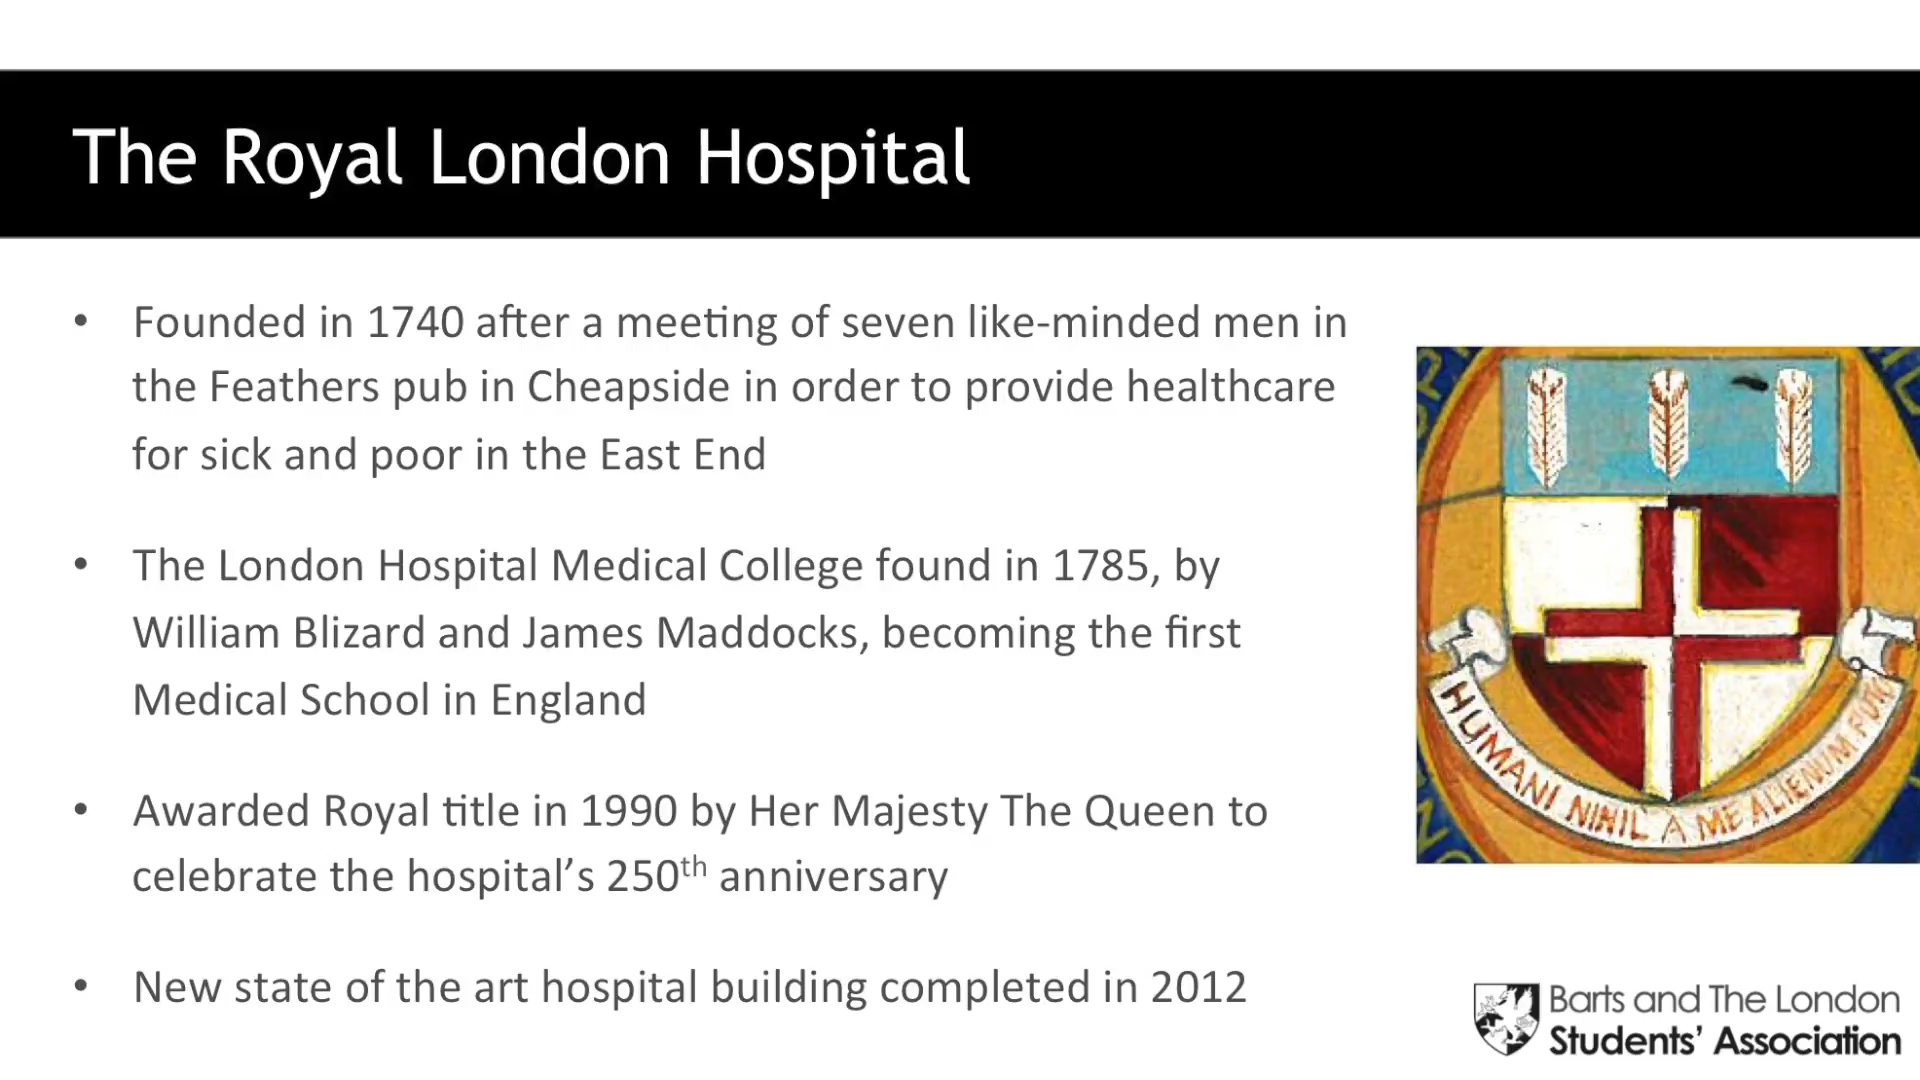 The Royal London Hospital
• Founded in 1740 after a meeting of seven like-minded men in
the Feathers pub in Cheapside in order to provide healthcare
for sick and poor in the East End
• The London Hospital Medical College found in 1785, by
William Blizard and James Maddocks, becoming the first
Medical School in England
• Awarded Royal title in 1990 by Her Majesty The Queen to
celebrate the hospital’s 250th anniversary
• New state of the art hospital building completed in 2012
HUMANI NIHIL A ME ALIENUM
Barts and The London
Students’ Association